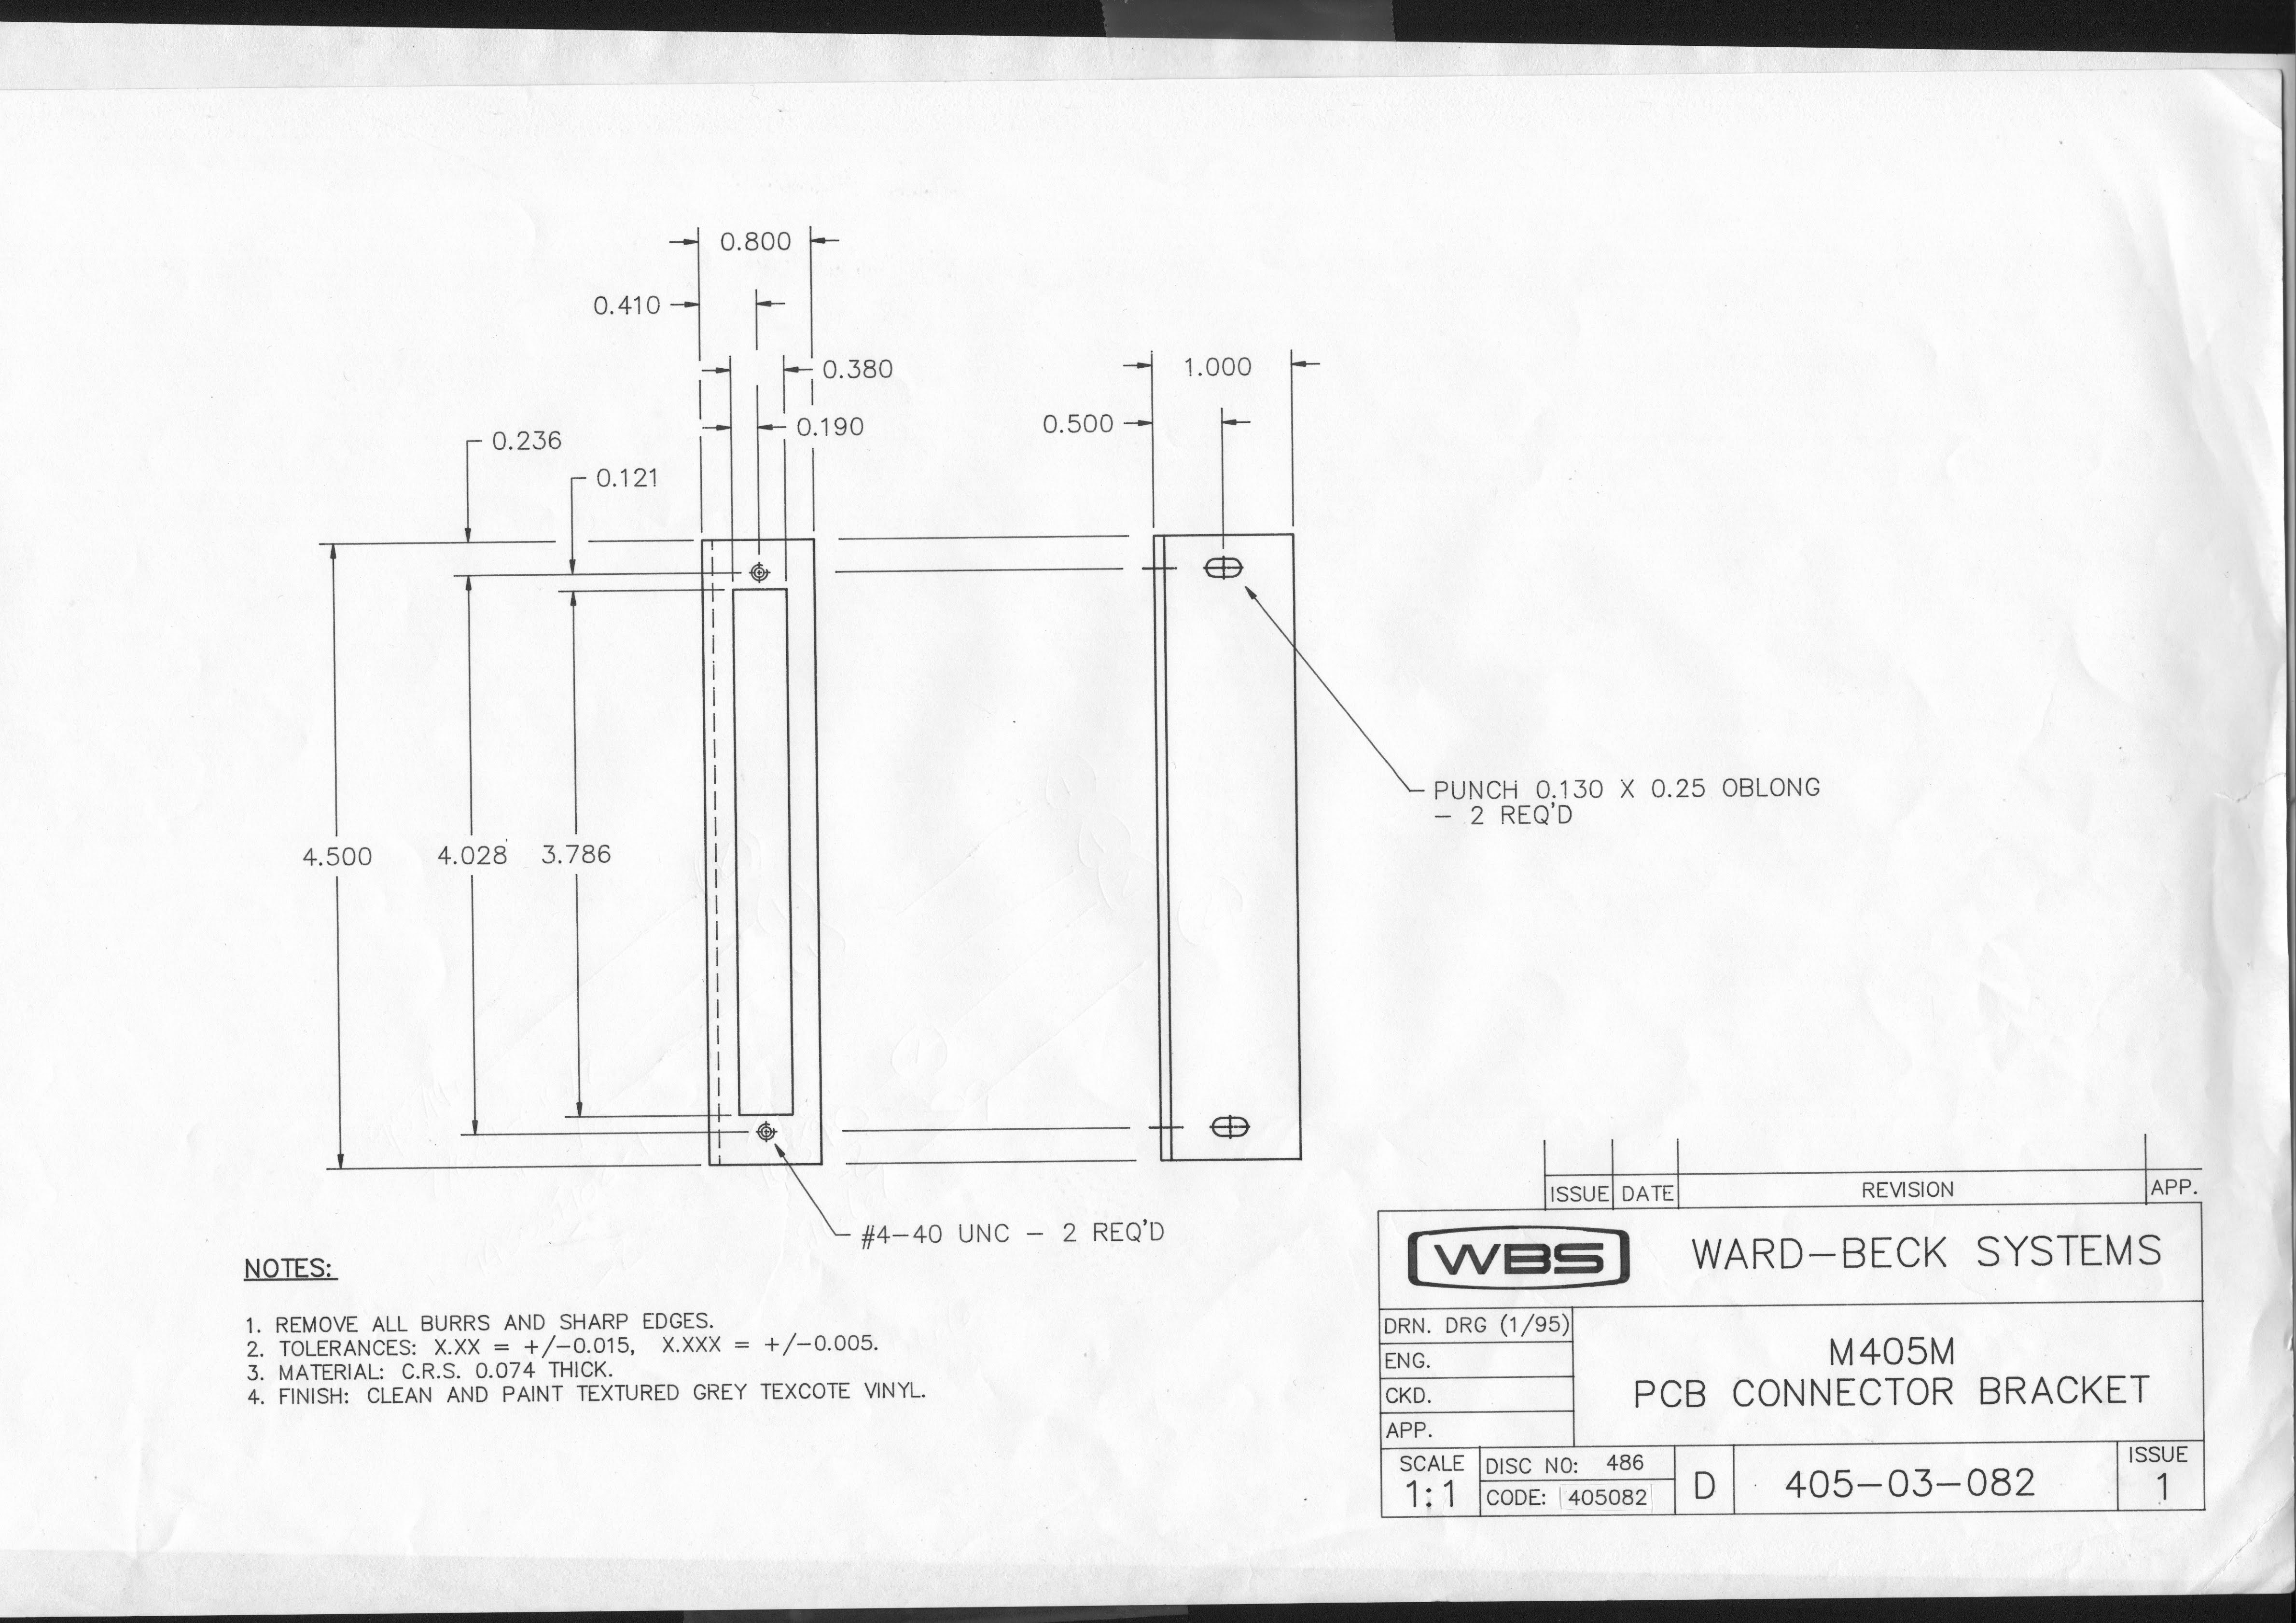 0.800
0.410
0.380
0.190
0.236
0.121
1.000
0.500
4.500
4.028
3.786
PUNCH 0.130 X 0.25 OBLONG
- 2 REQ'D
#4-40 UNC - 2 REQ'D
NOTES:
1. REMOVE ALL BURRS AND SHARP EDGES.
2. TOLERANCES: X.XX = +/-0.015, X.XXX = +/-0.005.
3. MATERIAL: C.R.S. 0.074 THICK.
4. FINISH: CLEAN AND PAINT TEXTURED GREY TEXCOTE VINYL.
ISSUE DATE REVISION APP.
WBS WARD-BECK SYSTEMS
DRN. DRG (1/95)
ENG.
CKD.
APP.
M405M
PCB CONNECTOR BRACKET
SCALE
1:1
DISC NO: 486
CODE: 405082
D
405-03-082
ISSUE
1